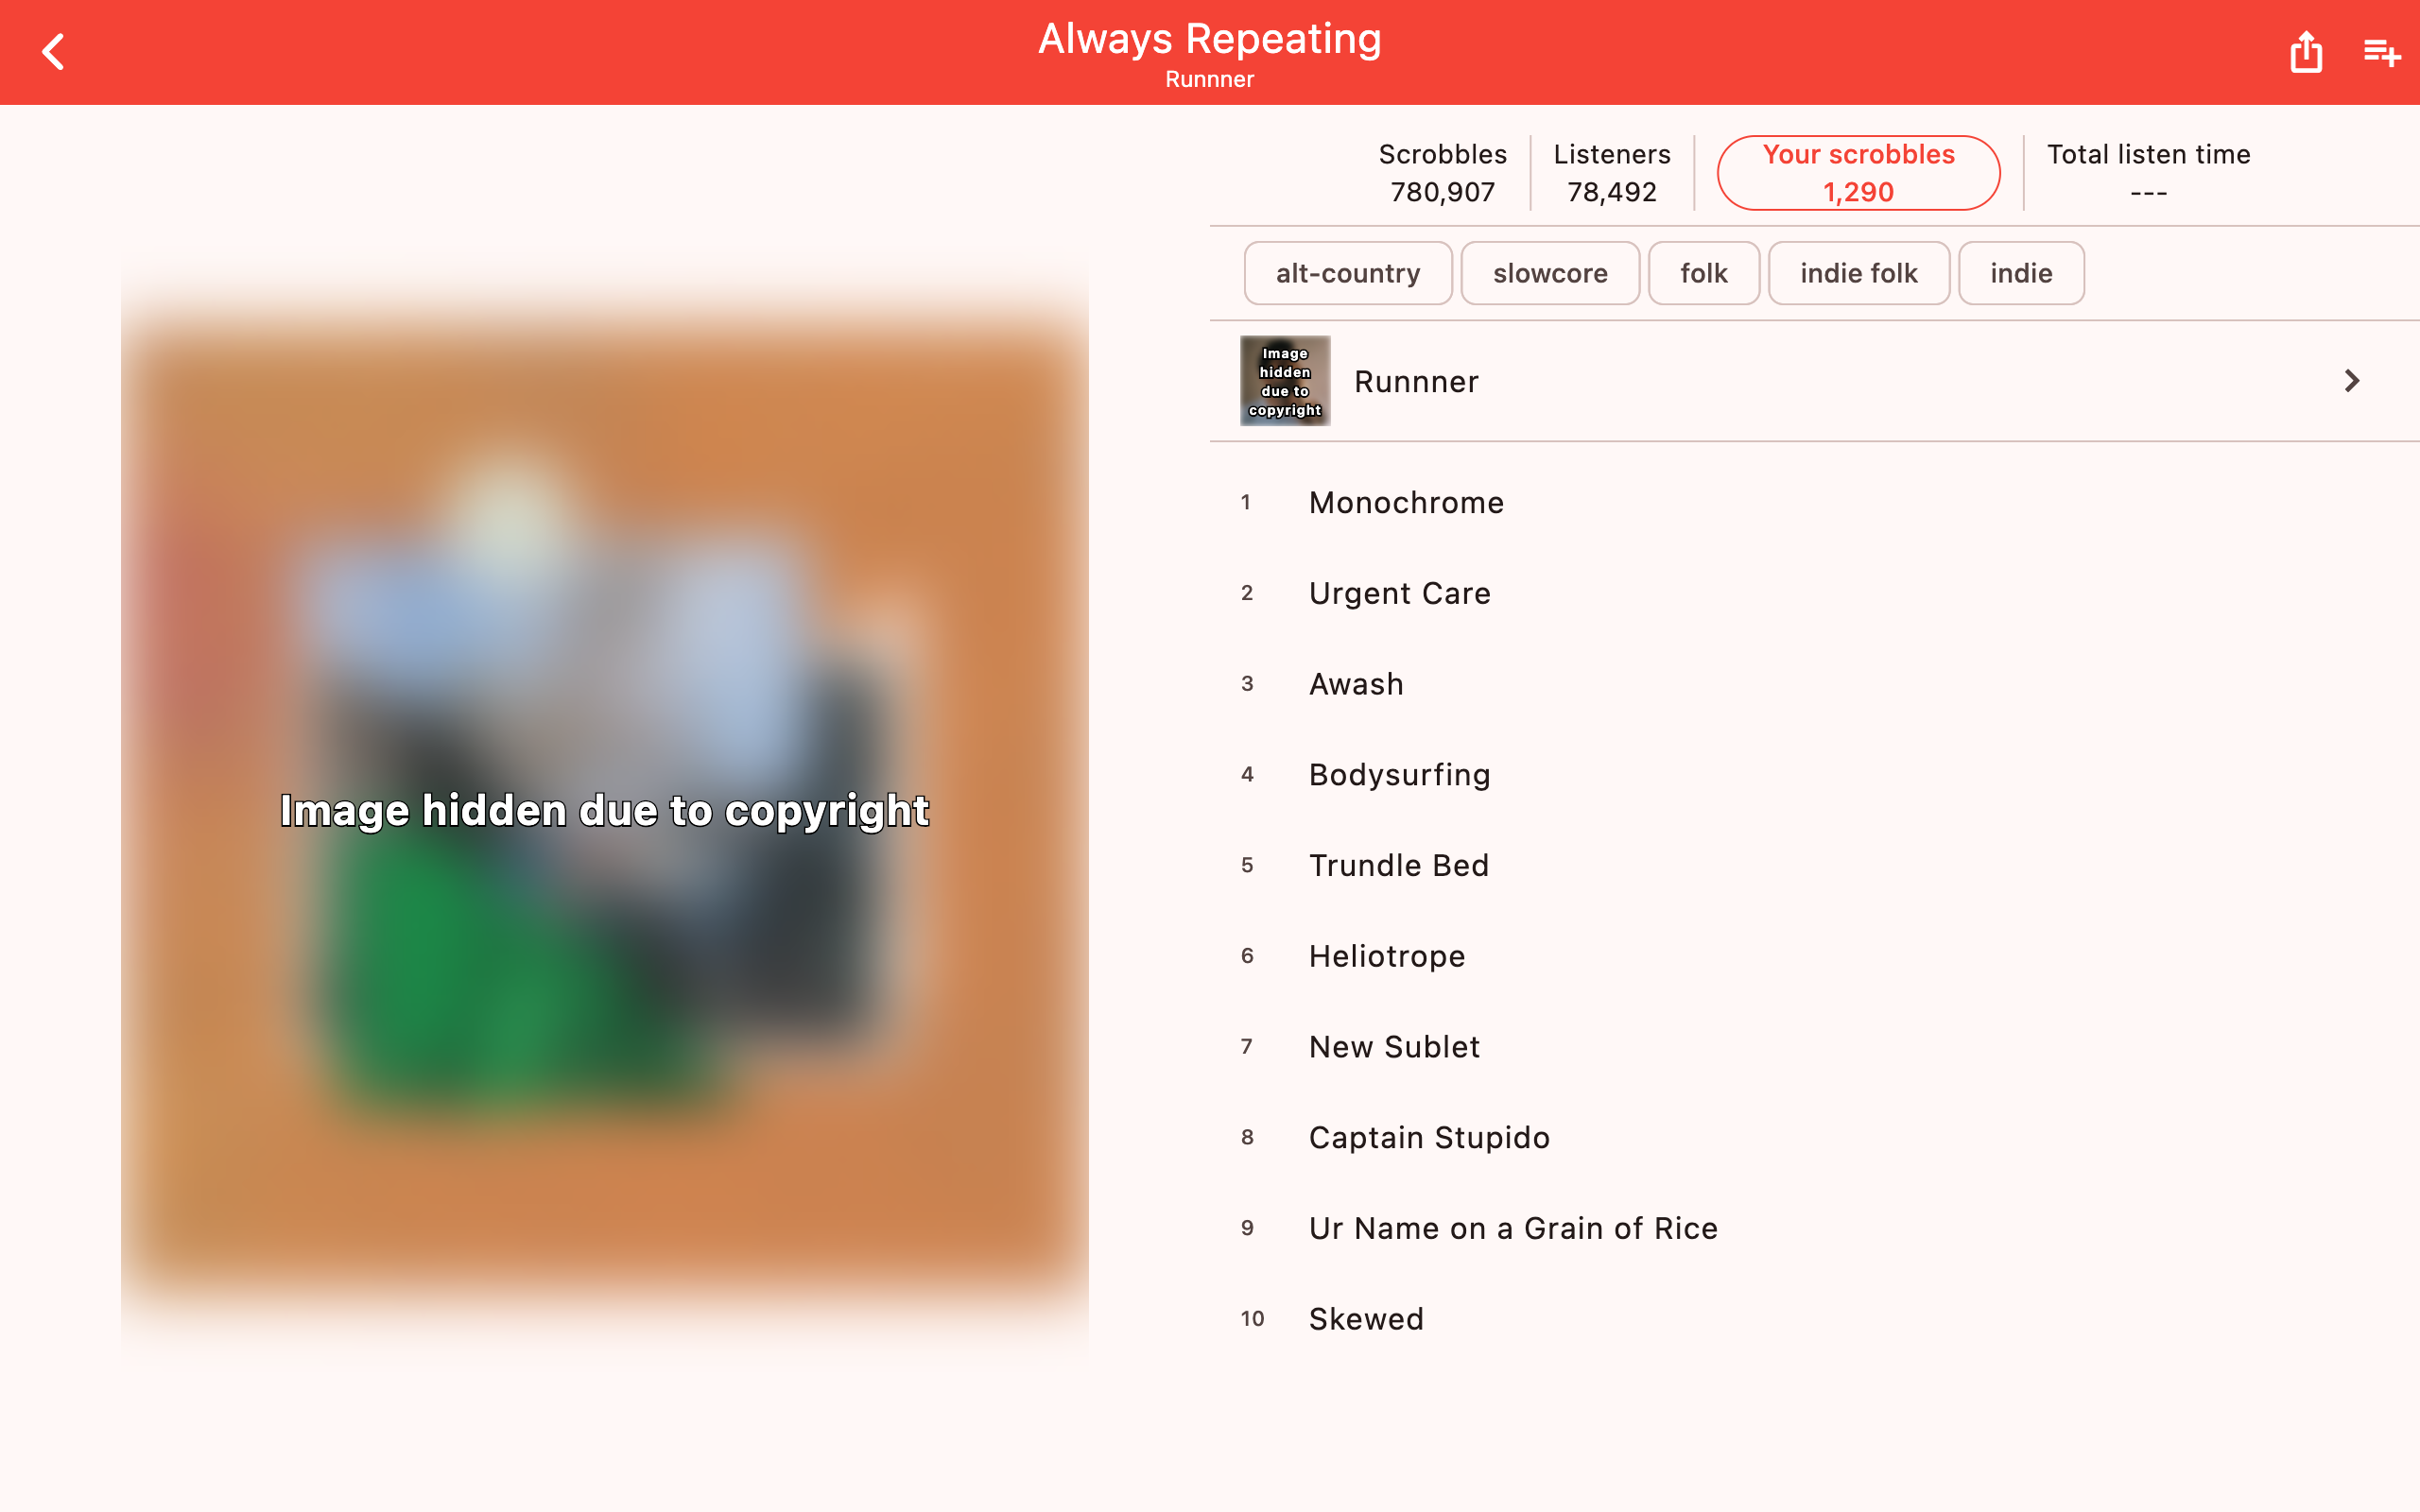 Always Repeating
Runnner
Scrobbles
780,907
Listeners
78,492
Your scrobbles
1,290
Total listen time
---
alt-country
slowcore
folk
indie folk
indie
Image
hidden
due to
copyright
Runnner
Image hidden due to copyright
1 Monochrome
2 Urgent Care
3 Awash
4 Bodysurfing
5 Trundle Bed
6 Heliotrope
7 New Sublet
8 Captain Stupido
9 Ur Name on a Grain of Rice
10 Skewed